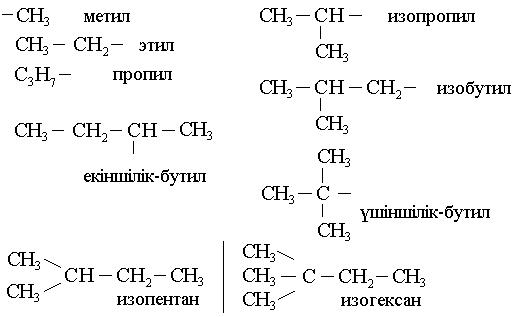 −CH₃ метил
CH₃ − CH₂ − этил
C₃H₇ − пропил
CH₃ − CH₂ − CH − CH₃
екіншілік-бутил
CH₃ − CH − изопропил
CH₃
CH₃ − CH − CH₂ − изобутил
CH₃
CH₃
CH₃ − C −
CH₃ үшіншілік-бутил
CH₃
CH − CH₂ − CH₃
CH₃
изопентан
CH₃
CH₃ − C − CH₂ − CH₃
CH₃
изогексан